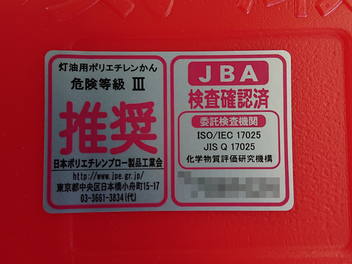 灯油用ポリエチレンかん
危険等級 Ⅲ
推奨
日本ポリエチレンブロー製品工業会
http://www.jpe.gr.jp/
東京都中央区日本橋小舟町15-17
03-3661-3834(代)
JBA
検査確認済
委託検査機関
ISO/IEC 17025
JIS Q 17025
化学物質評価研究機構